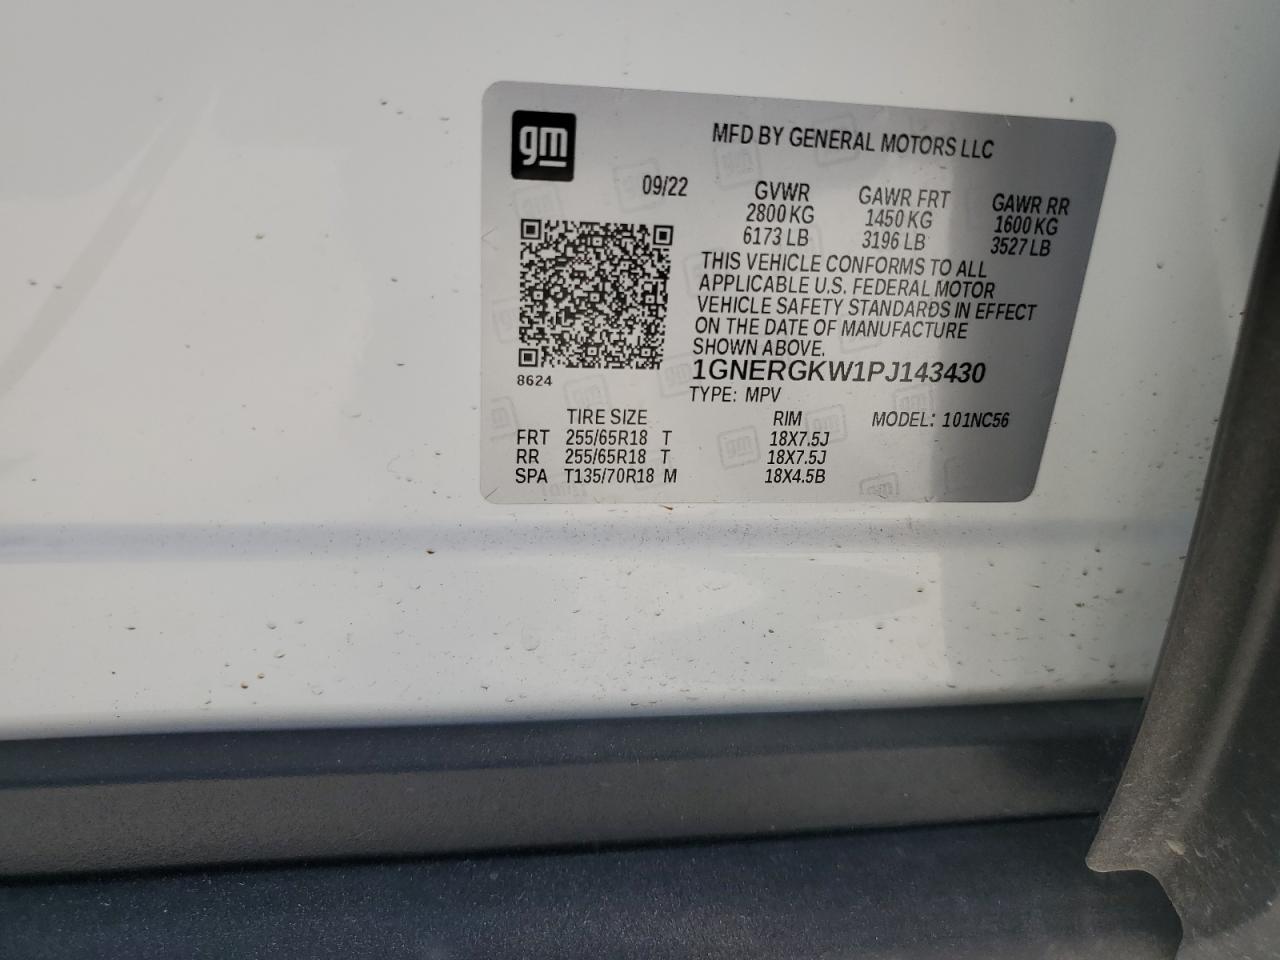 gm
MFD BY GENERAL MOTORS LLC
09/22
GVWR GAWR FRT GAWR RR
2800 KG 1450 KG 1600 KG
6173 LB 3196 LB 3527 LB
THIS VEHICLE CONFORMS TO ALL
APPLICABLE U.S. FEDERAL MOTOR
VEHICLE SAFETY STANDARDS IN EFFECT
ON THE DATE OF MANUFACTURE
SHOWN ABOVE.
8624
1GNERGKW1PJ143430
TYPE: MPV
TIRE SIZE RIM MODEL: 101NC56
FRT 255/65R18 T 18X7.5J
RR 255/65R18 T 18X7.5J
SPA T135/70R18 M 18X4.5B